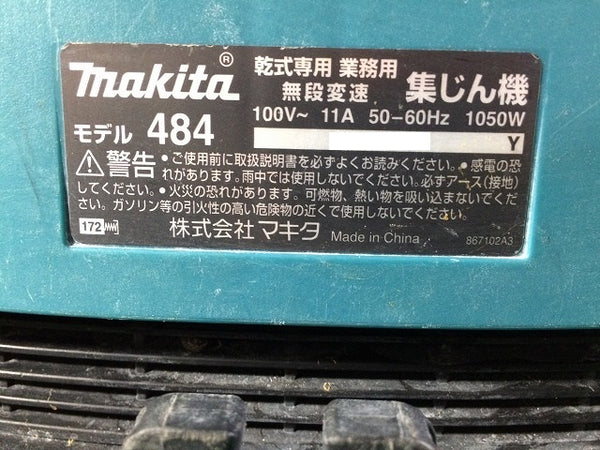 makita®
乾式専用 業務用
無段変速
集じん機
モデル 484
100V~ 11A 50-60Hz 1050W
Y
警告 ●ご使用前に取扱説明書を必ずよくお読みください。●感電の恐
れがあります。雨中では使用しないでください。必ずアース(接地)
してください。●火災の恐れがあります。可燃物、熱い物を吸い込まないでくだ
さい。ガソリン等の引火性の高い危険物の近くで使用しないでください。
172 株式会社 マキタ Made in China 867102A3